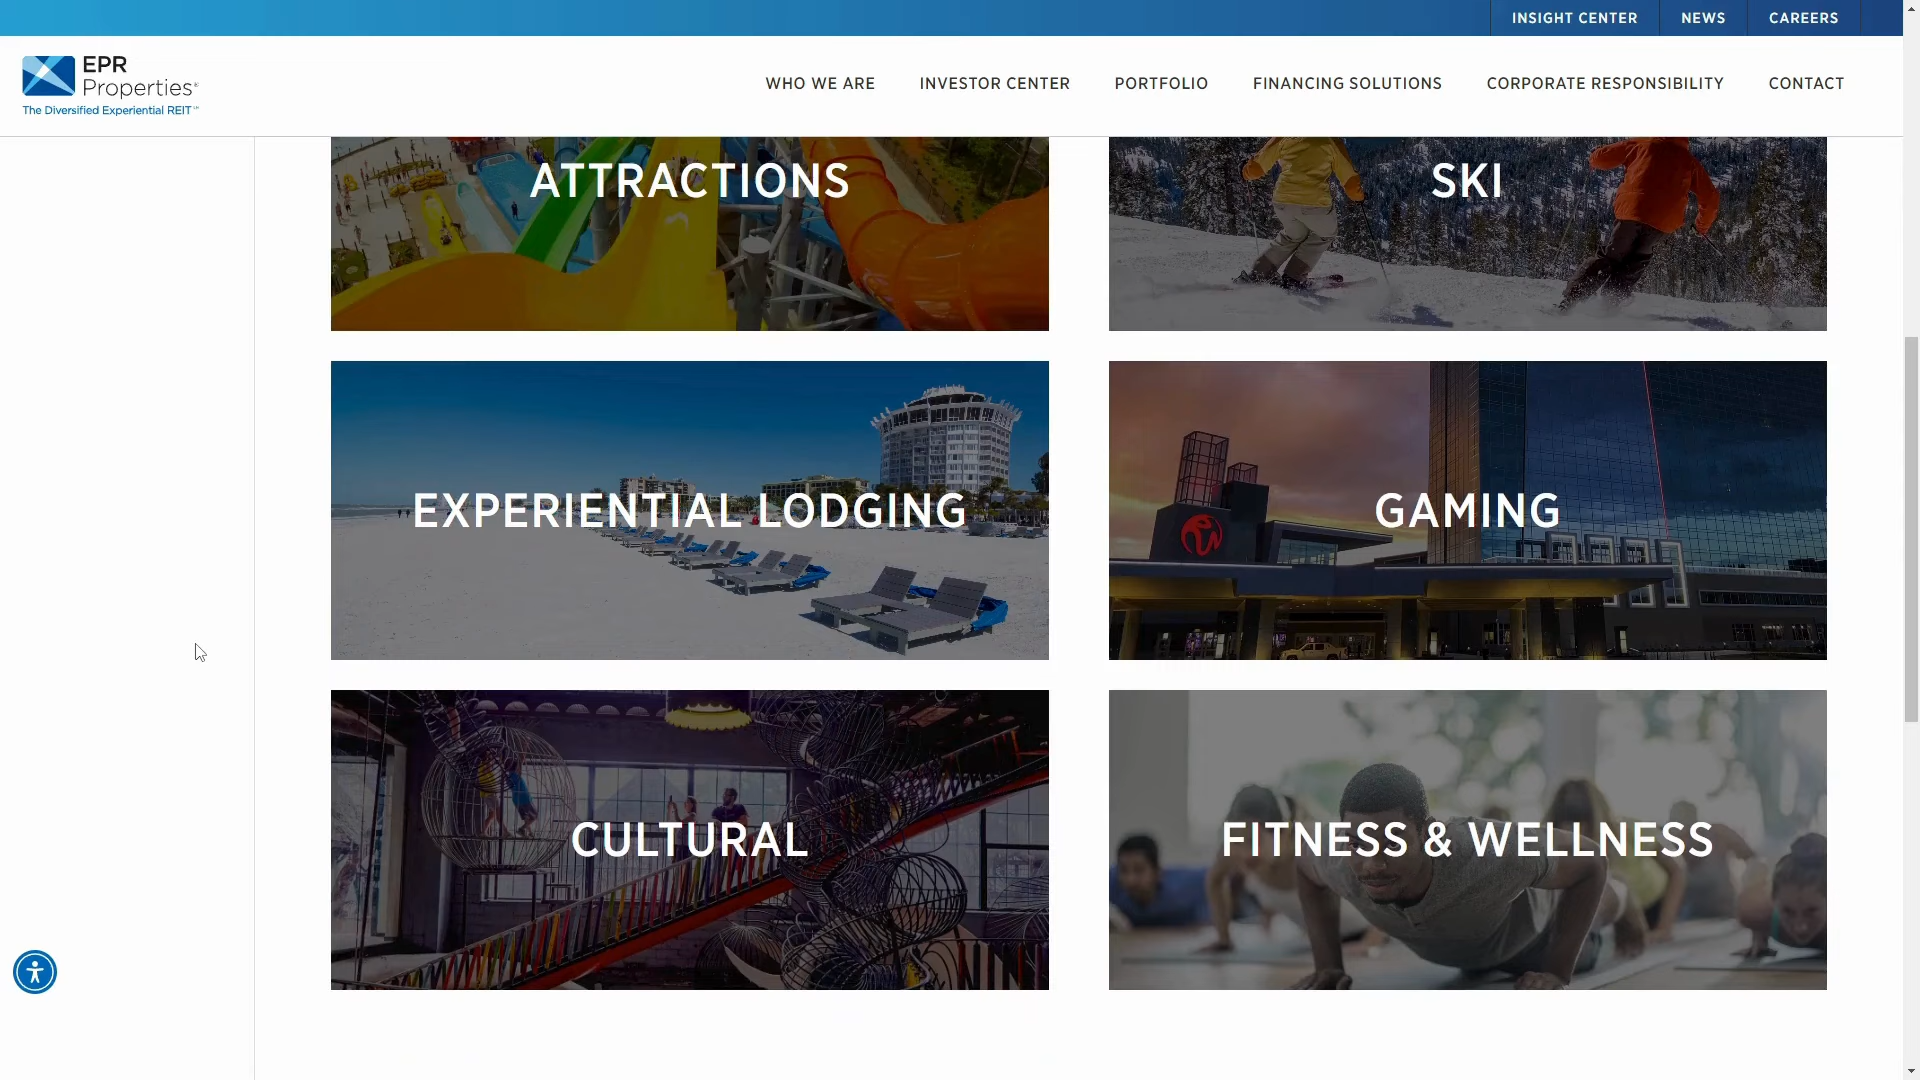 INSIGHT CENTER NEWS CAREERS
EPR
Properties®
The Diversified Experiential REIT℠
WHO WE ARE INVESTOR CENTER PORTFOLIO FINANCING SOLUTIONS CORPORATE RESPONSIBILITY CONTACT
ATTRACTIONS
SKI
EXPERIENTIAL LODGING
GAMING
CULTURAL
FITNESS & WELLNESS